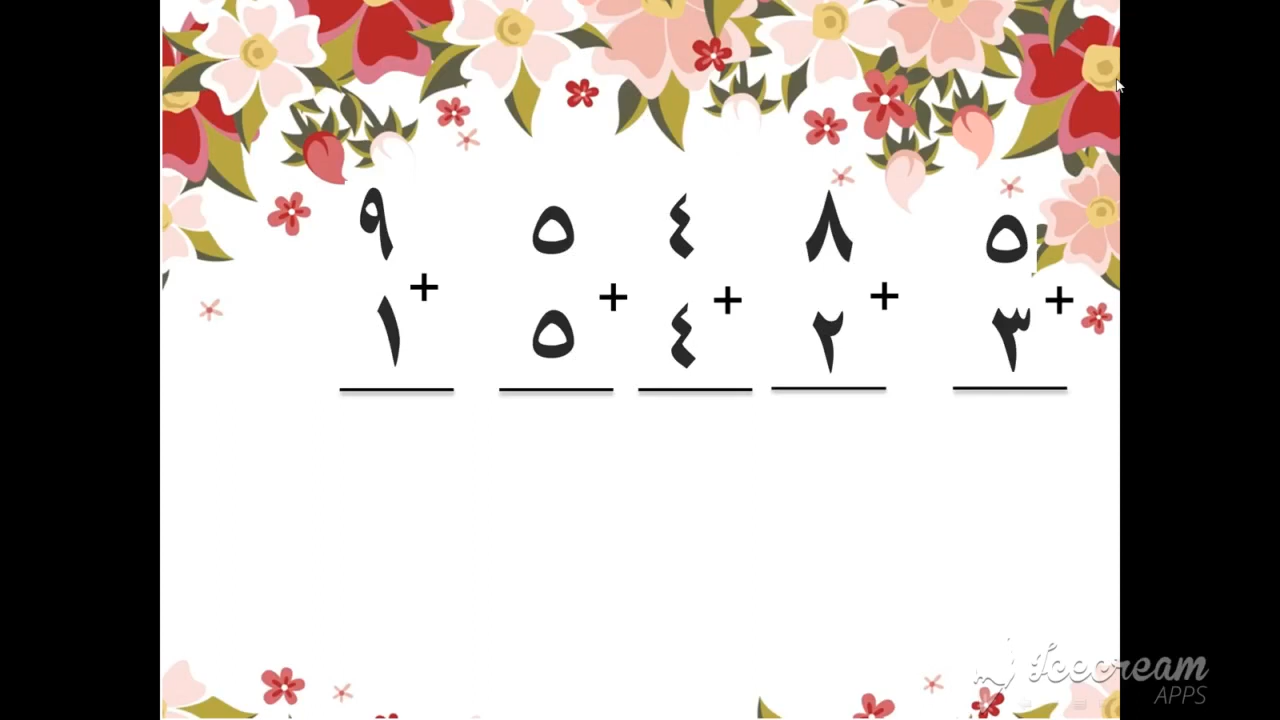 ٩ ٥ ٤ ٨ ٥
+ + + + +
١ ٥ ٤ ٢ ٣
Icecream
APPS